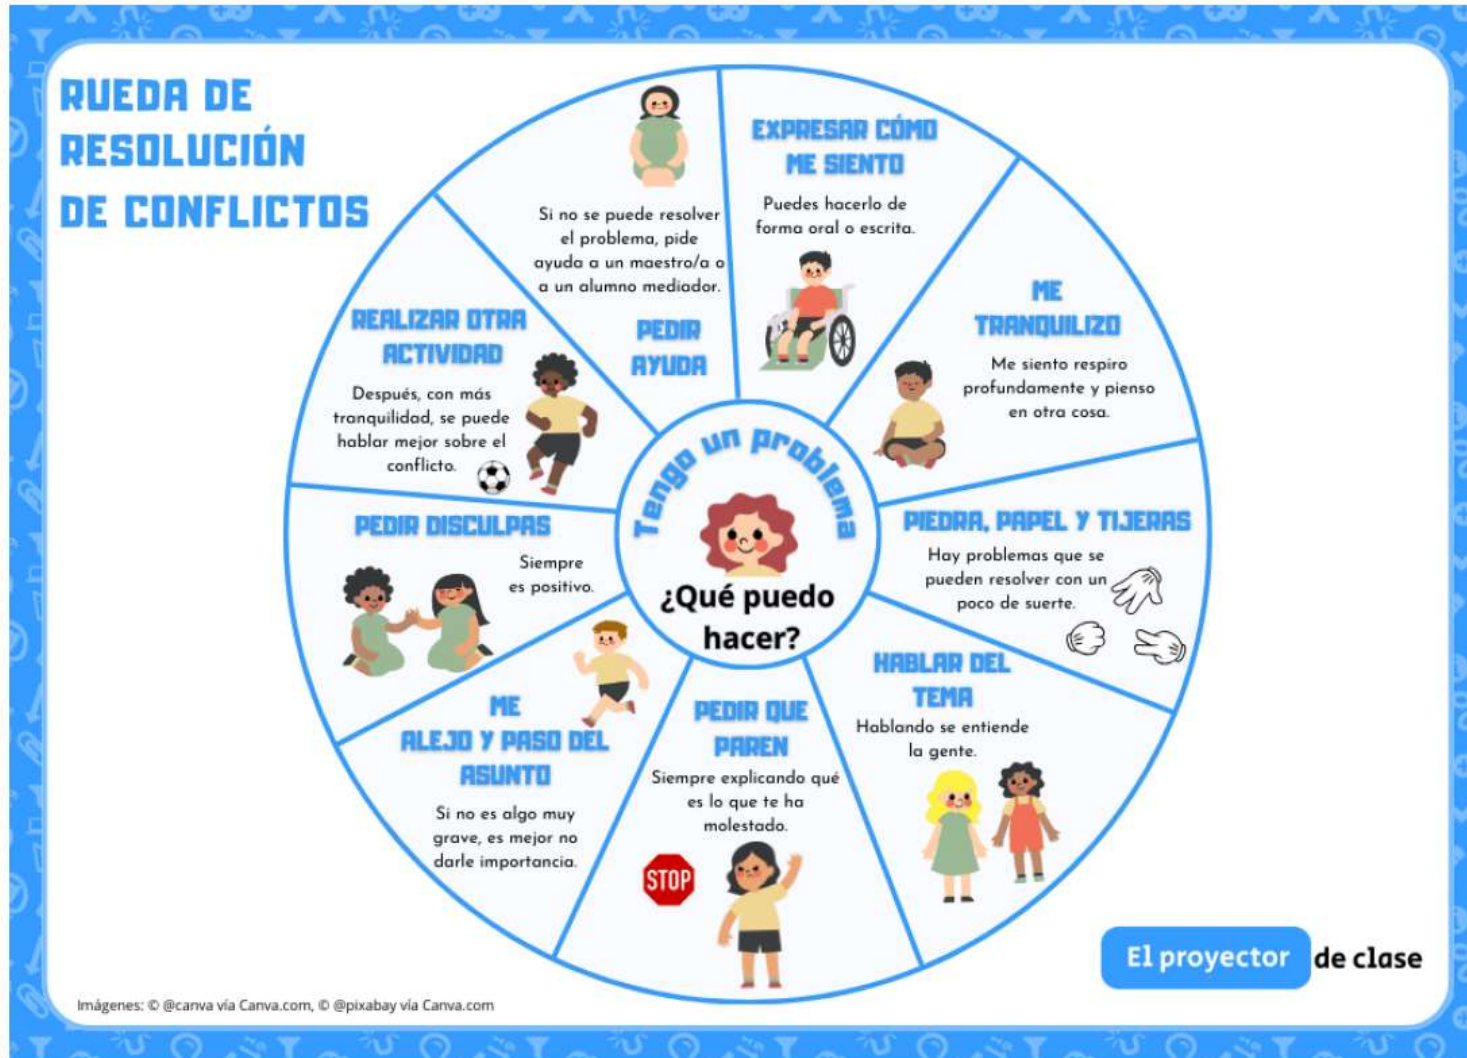 RUEDA DE
RESOLUCIÓN
DE CONFLICTOS
Tengo un problema
¿Qué puedo
hacer?
EXPRESAR CÓMO
ME SIENTO
Puedes hacerlo de
forma oral o escrita.
ME
TRANQUILIZO
Me siento respiro
profundamente y pienso
en otra cosa.
PIEDRA, PAPEL Y TIJERAS
Hay problemas que se
pueden resolver con un
poco de suerte.
HABLAR DEL
TEMA
Hablando se entiende
la gente.
PEDIR QUE
PAREN
Siempre explicando qué
es lo que te ha
molestado.
STOP
ME
ALEJO Y PASO DEL
ASUNTO
Si no es algo muy
grave, es mejor no
darle importancia.
PEDIR DISCULPAS
Siempre
es positivo.
REALIZAR OTRA
ACTIVIDAD
Después, con más
tranquilidad, se puede
hablar mejor sobre el
conflicto.
Si no se puede resolver
el problema, pide
ayuda a un maestro/a o
a un alumno mediador.
PEDIR
AYUDA
El proyector de clase
Imágenes: © @canva vía Canva.com, © @pixabay vía Canva.com